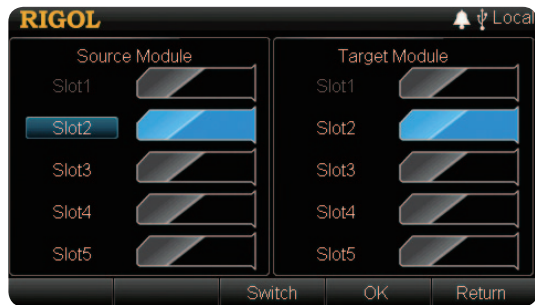 RIGOL
Local
Source Module
Slot1
Slot2
Slot3
Slot4
Slot5
Target Module
Slot1
Slot2
Slot3
Slot4
Slot5
Switch OK Return